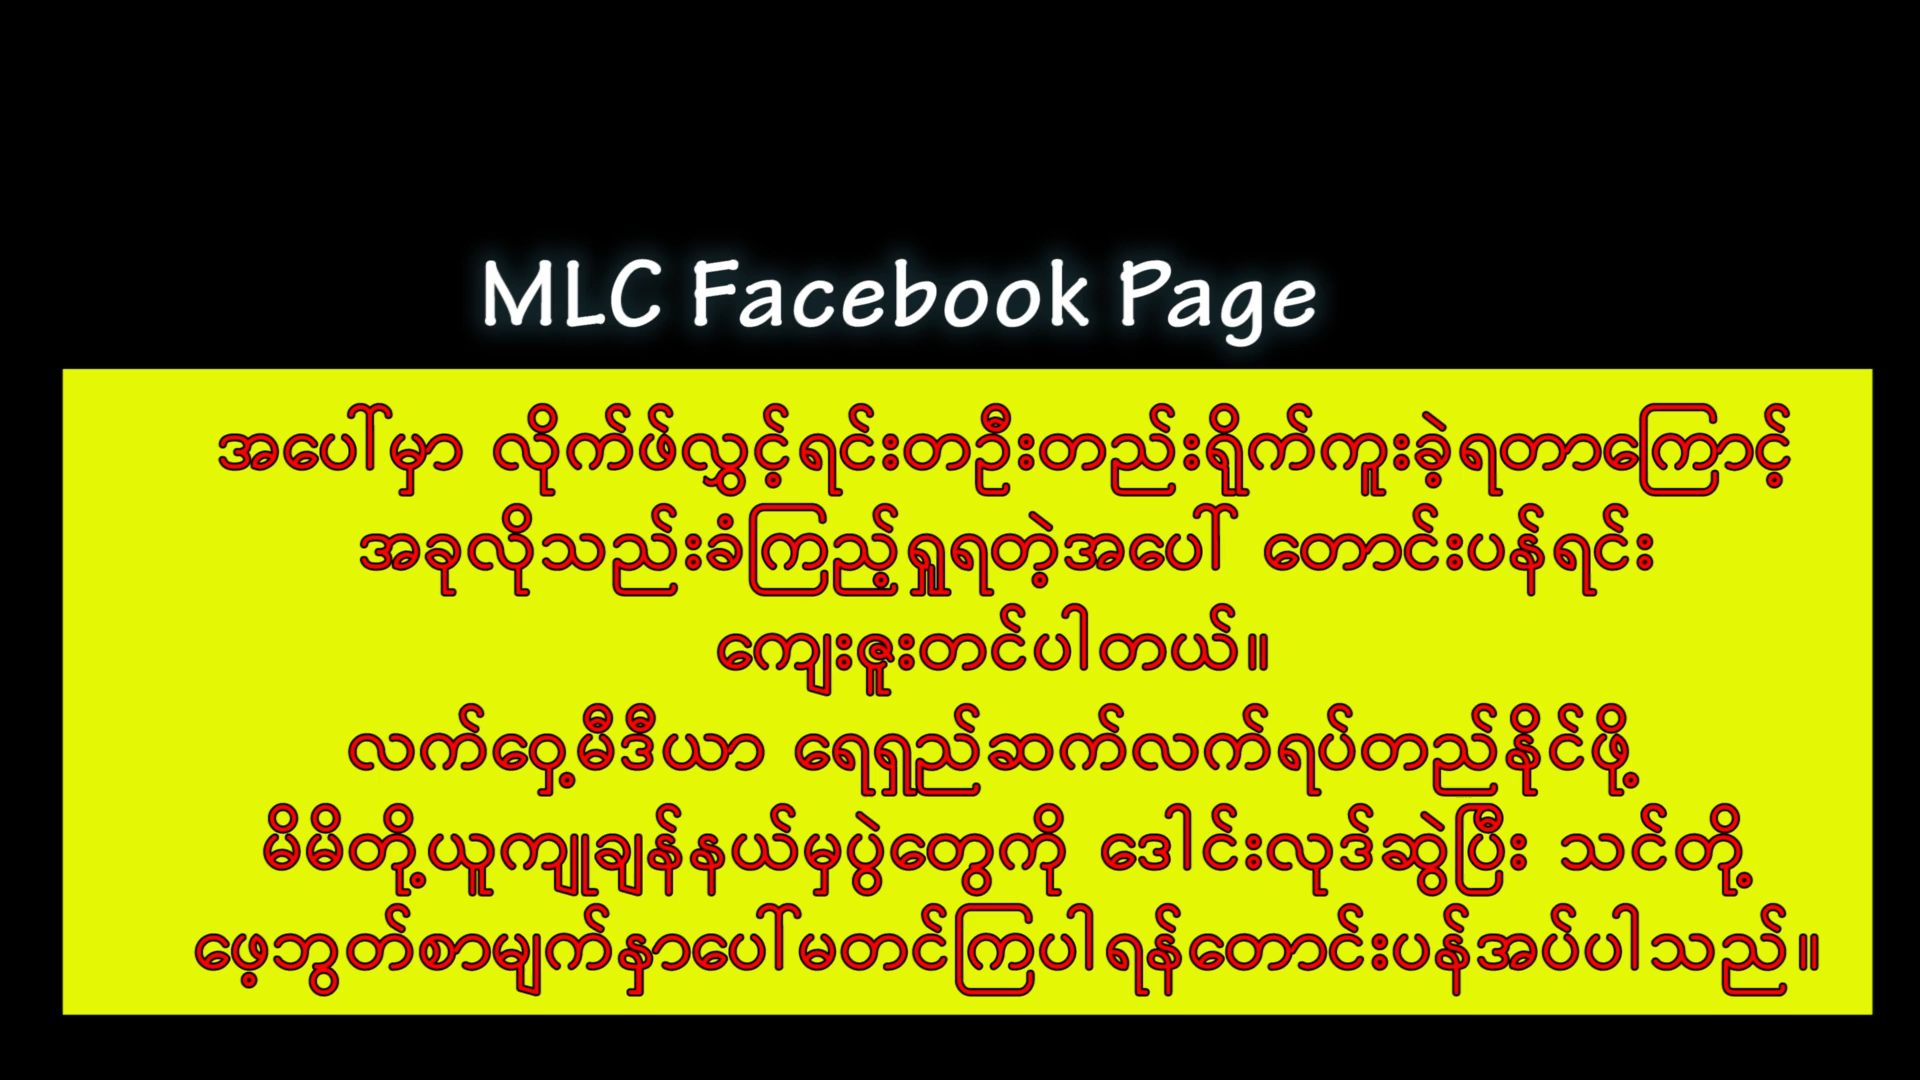 MLC Facebook Page
အပေါ်မှာ လိုက်ဖ်လွှင့်ရင်းတဦးတည်းရိုက်ကူးခဲ့ရတာကြောင့်
အခုလိုသည်းခံကြည့်ရှုရတဲ့အပေါ် တောင်းပန်ရင်း
ကျေးဇူးတင်ပါတယ်။
လက်ဝှေ့မီဒီယာ ရေရှည်ဆက်လက်ရပ်တည်နိုင်ဖို့
မိမိတို့ယူကျုချန်နယ်မှပွဲတွေကို ဒေါင်းလုဒ်ဆွဲပြီး သင်တို့
ဖေ့ဘွတ်စာမျက်နှာပေါ်မတင်ကြပါရန်တောင်းပန်အပ်ပါသည်။